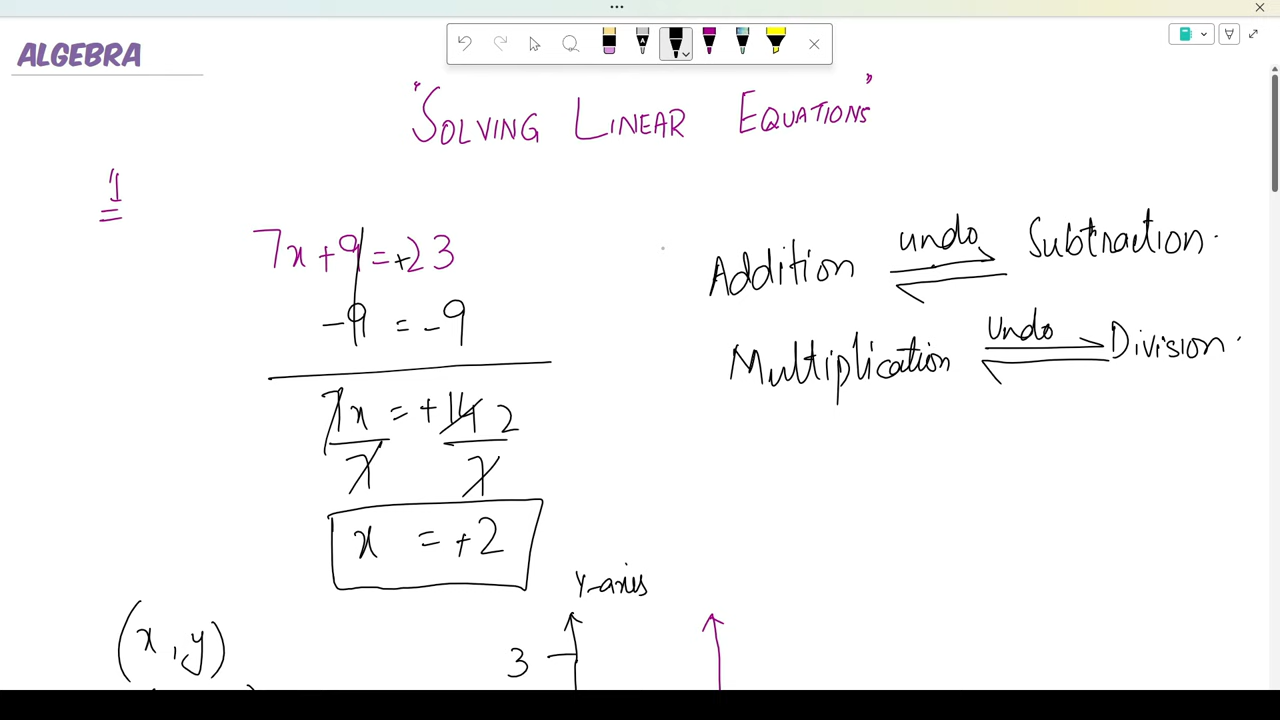 ALGEBRA
"SOLVING LINEAR EQUATIONS"
1
7x + 9 = +23
-9 = -9
7x = +14 2
7 7
x = +2
Addition undo Subtraction.
Multiplication Undo Division.
(x, y)
Y-axis
3